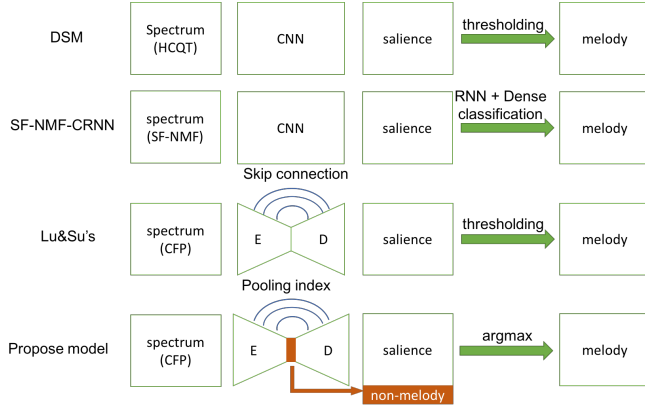 DSM
Spectrum
(HCQT)
CNN
salience
thresholding
melody
SF-NMF-CRNN
spectrum
(SF-NMF)
CNN
salience
RNN + Dense
classification
melody
Skip connection
Lu&Su's
spectrum
(CFP)
E
D
salience
thresholding
melody
Pooling index
Propose model
spectrum
(CFP)
E
D
salience
non-melody
argmax
melody